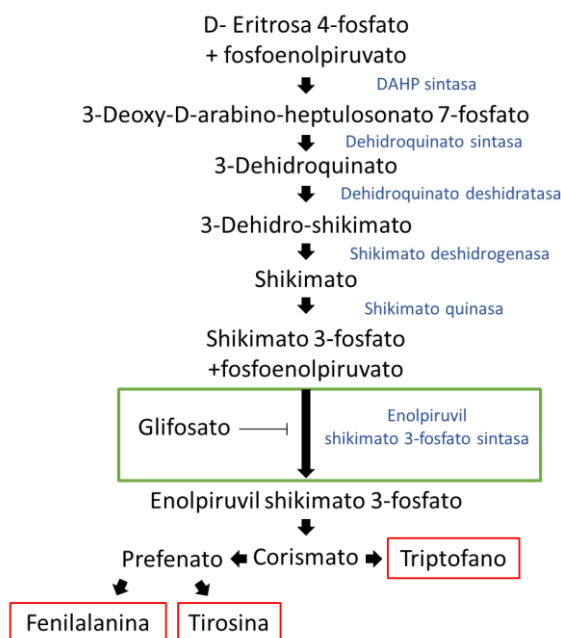 D- Eritrosa 4-fosfato
+ fosfoenolpiruvato
DAHP sintasa
3-Deoxy-D-arabino-heptulosonato 7-fosfato
Dehidroquinato sintasa
3-Dehidroquinato
Dehidroquinato deshidratasa
3-Dehidro-shikimato
Shikimato deshidrogenasa
Shikimato
Shikimato quinasa
Shikimato 3-fosfato
+fosfoenolpiruvato
Glifosato
Enolpiruvil
shikimato 3-fosfato sintasa
Enolpiruvil shikimato 3-fosfato
Prefenato Corismato Triptofano
Fenilalanina Tirosina